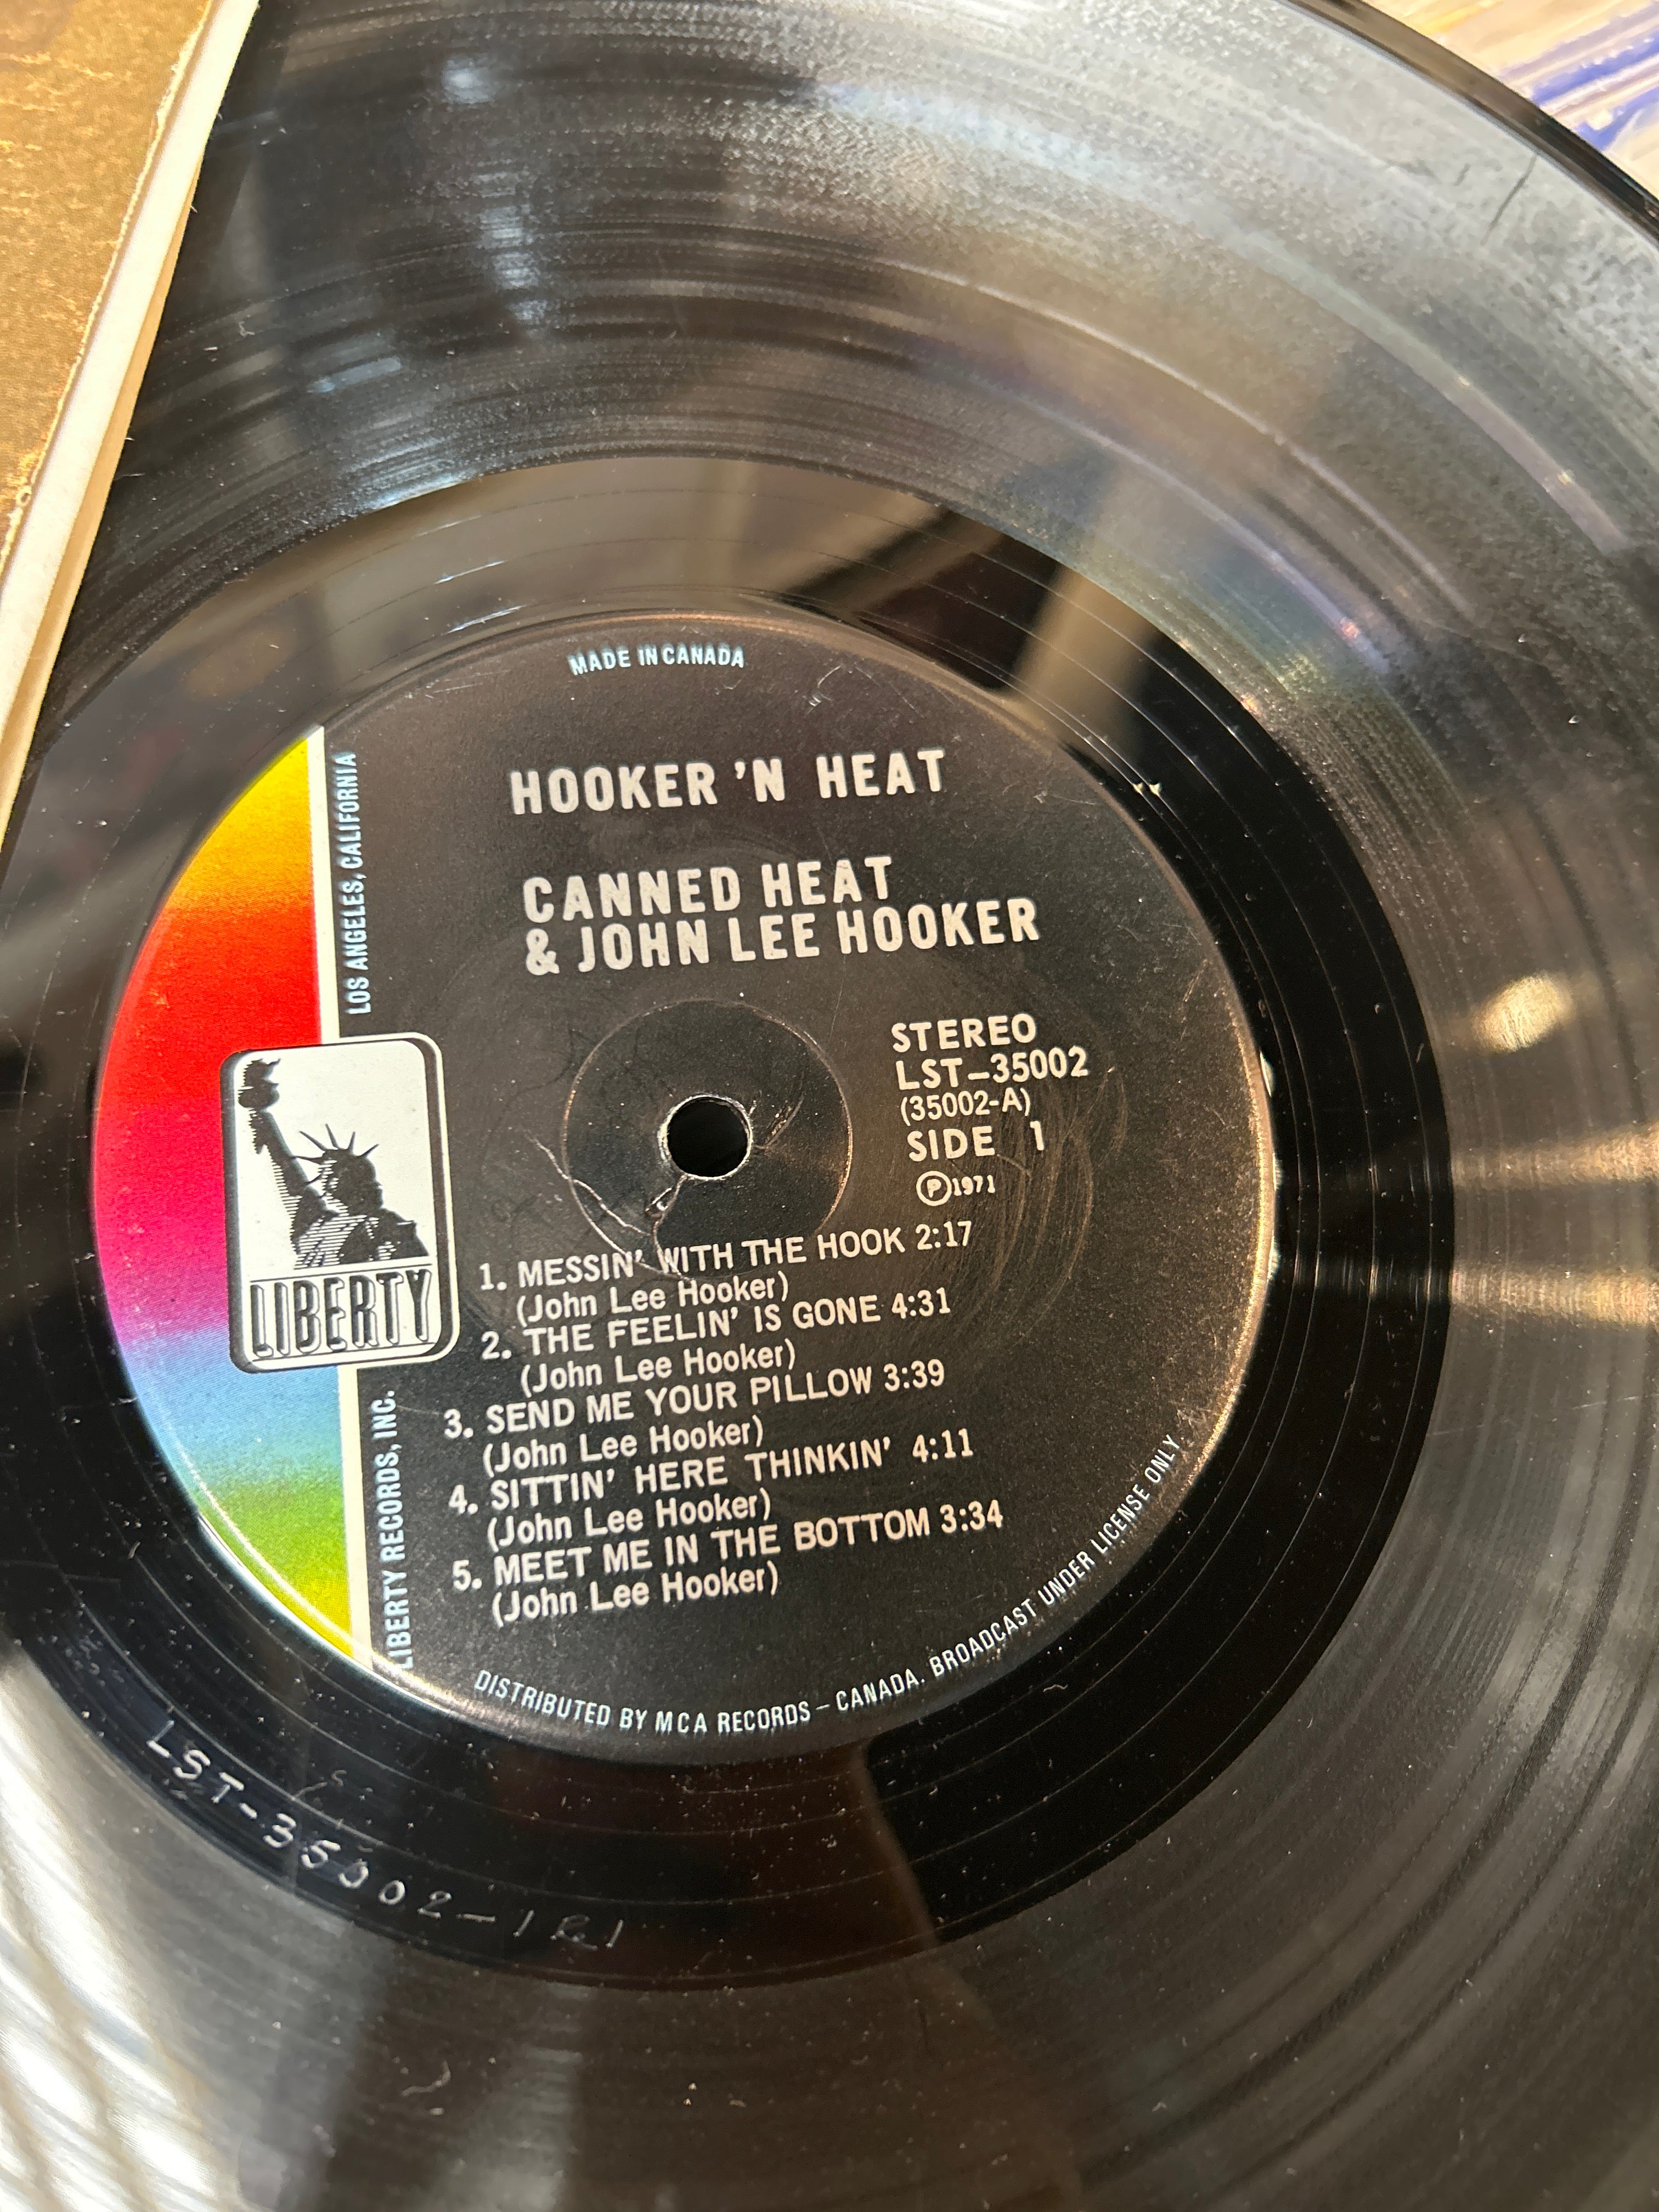 MADE IN CANADA
HOOKER 'N HEAT
CANNED HEAT
& JOHN LEE HOOKER
STEREO
LST-35002
(35002-A)
SIDE 1
Ⓟ1971
1. MESSIN' WITH THE HOOK 2:17
(John Lee Hooker)
2. THE FEELIN' IS GONE 4:31
(John Lee Hooker)
3. SEND ME YOUR PILLOW 3:39
(John Lee Hooker)
4. SITTIN' HERE THINKIN' 4:11
(John Lee Hooker)
5. MEET ME IN THE BOTTOM 3:34
(John Lee Hooker)
LIBERTY
LIBERTY RECORDS, INC.
LOS ANGELES, CALIFORNIA
DISTRIBUTED BY MCA RECORDS – CANADA. BROADCAST UNDER LICENSE ONLY
LST-35002-1